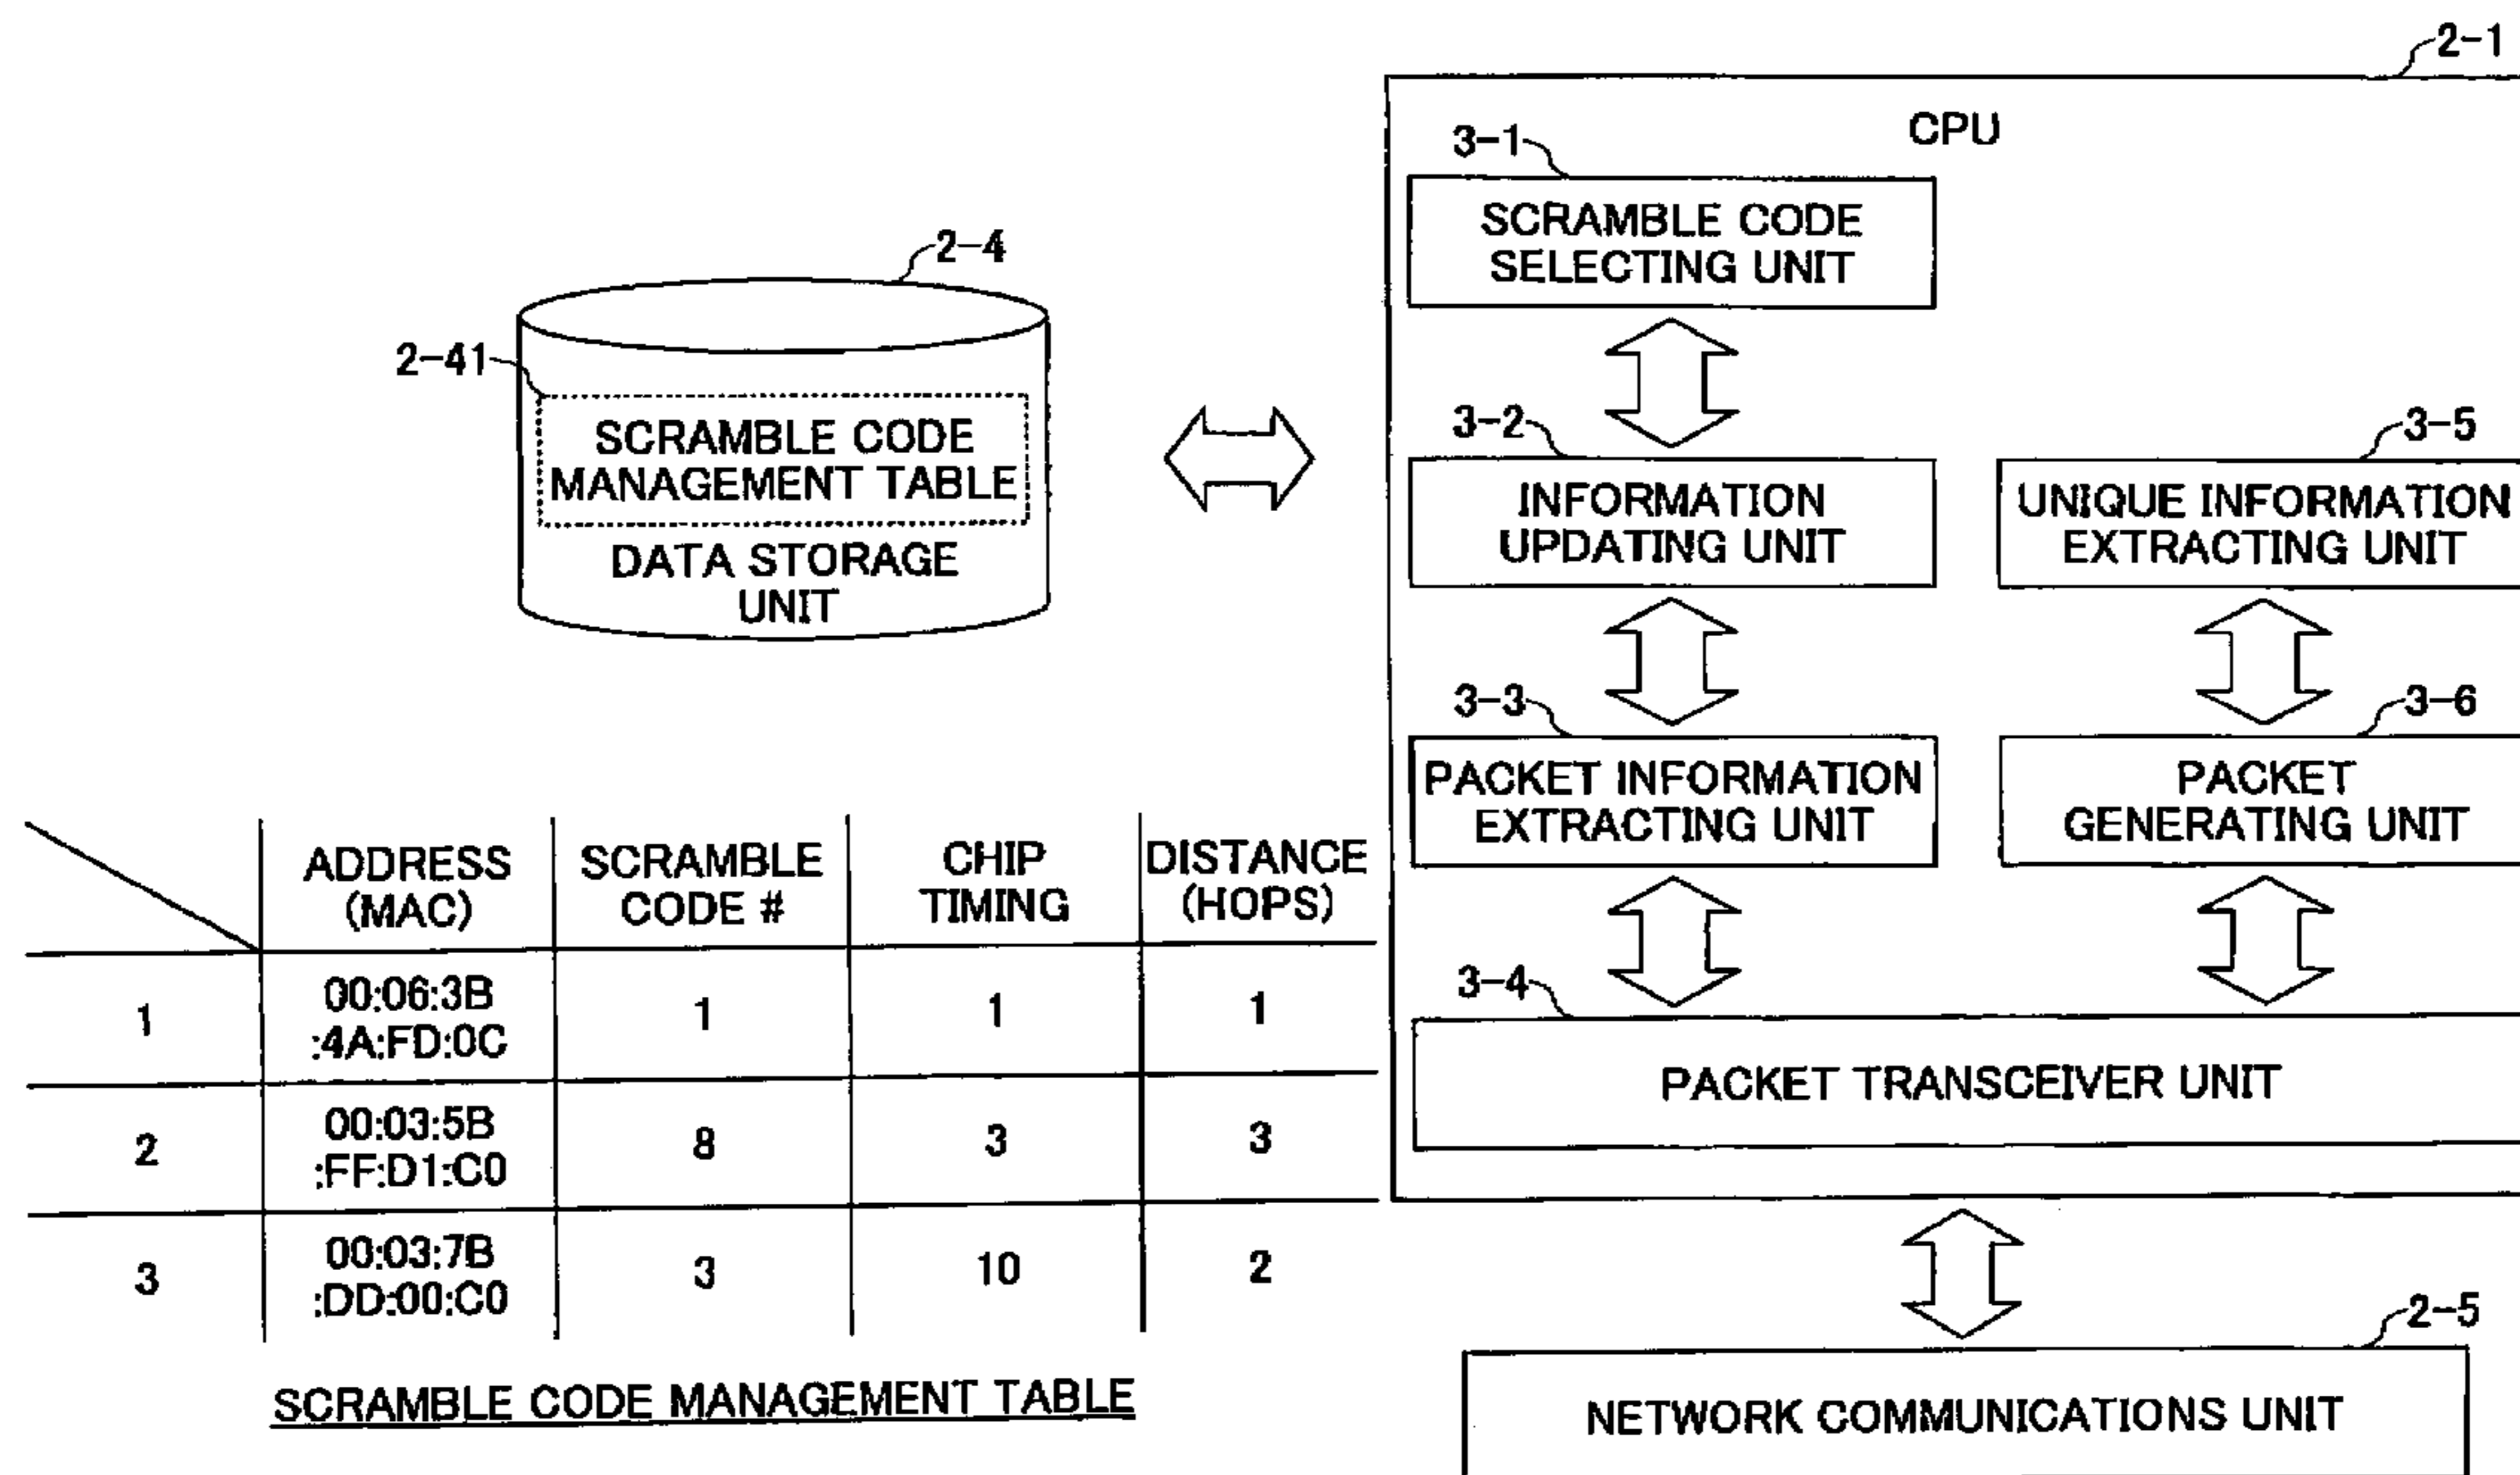 2-1
CPU
3-1
SCRAMBLE CODE
SELECTING UNIT
2-4
2-41
SCRAMBLE CODE
MANAGEMENT TABLE
DATA STORAGE
UNIT
3-2
INFORMATION
UPDATING UNIT
3-5
UNIQUE INFORMATION
EXTRACTING UNIT
3-3
PACKET INFORMATION
EXTRACTING UNIT
3-6
PACKET
GENERATING UNIT
3-4
PACKET TRANSCEIVER UNIT
2-5
NETWORK COMMUNICATIONS UNIT
ADDRESS
(MAC)
SCRAMBLE
CODE #
CHIP
TIMING
DISTANCE
(HOPS)
1
00:06:3B
:4A:FD:0C
1
1
1
2
00:03:5B
:FF:D1:C0
8
3
3
3
00:03:7B
:DD:00:C0
3
10
2
SCRAMBLE CODE MANAGEMENT TABLE